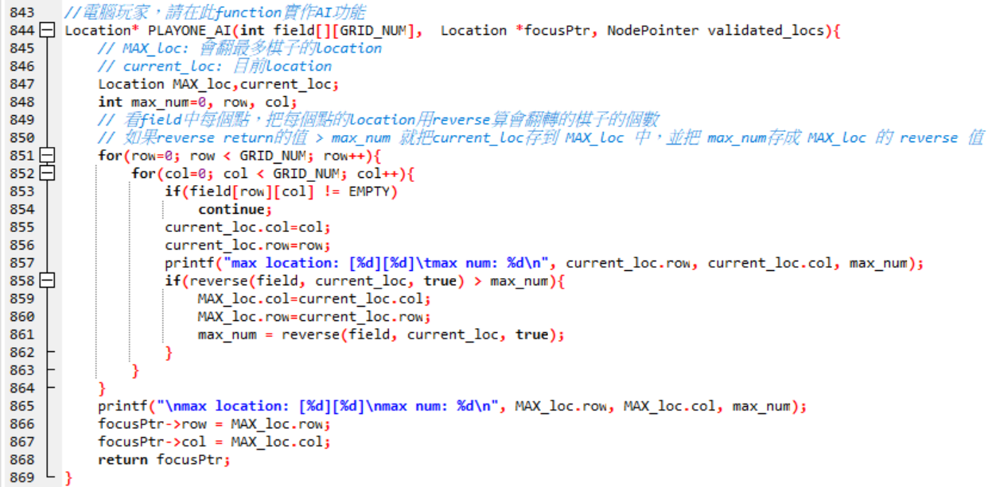 843 //電腦玩家，請在此function實作AI功能
844 Location* PLAYONE_AI(int field[][GRID_NUM],  Location *focusPtr, NodePointer validated_locs){
845     // MAX_loc: 會翻最多棋子的location
846     // current_loc: 目前location
847     Location MAX_loc,current_loc;
848     int max_num=0, row, col;
849     // 看field中每個點，把每個點的location用reverse算會翻轉的棋子的個數
850     // 如果reverse return的值 > max_num 就把current_loc存到 MAX_loc 中，並把 max_num存成 MAX_loc 的 reverse 值
851     for(row=0; row < GRID_NUM; row++){
852         for(col=0; col < GRID_NUM; col++){
853             if(field[row][col] != EMPTY)
854                 continue;
855             current_loc.col=col;
856             current_loc.row=row;
857             printf("max location: [%d][%d]\tmax num: %d\n", current_loc.row, current_loc.col, max_num);
858             if(reverse(field, current_loc, true) > max_num){
859                 MAX_loc.col=current_loc.col;
860                 MAX_loc.row=current_loc.row;
861                 max_num = reverse(field, current_loc, true);
862             }
863         }
864     }
865     printf("\nmax location: [%d][%d]\nmax num: %d\n", MAX_loc.row, MAX_loc.col, max_num);
866     focusPtr->row = MAX_loc.row;
867     focusPtr->col = MAX_loc.col;
868     return focusPtr;
869 }